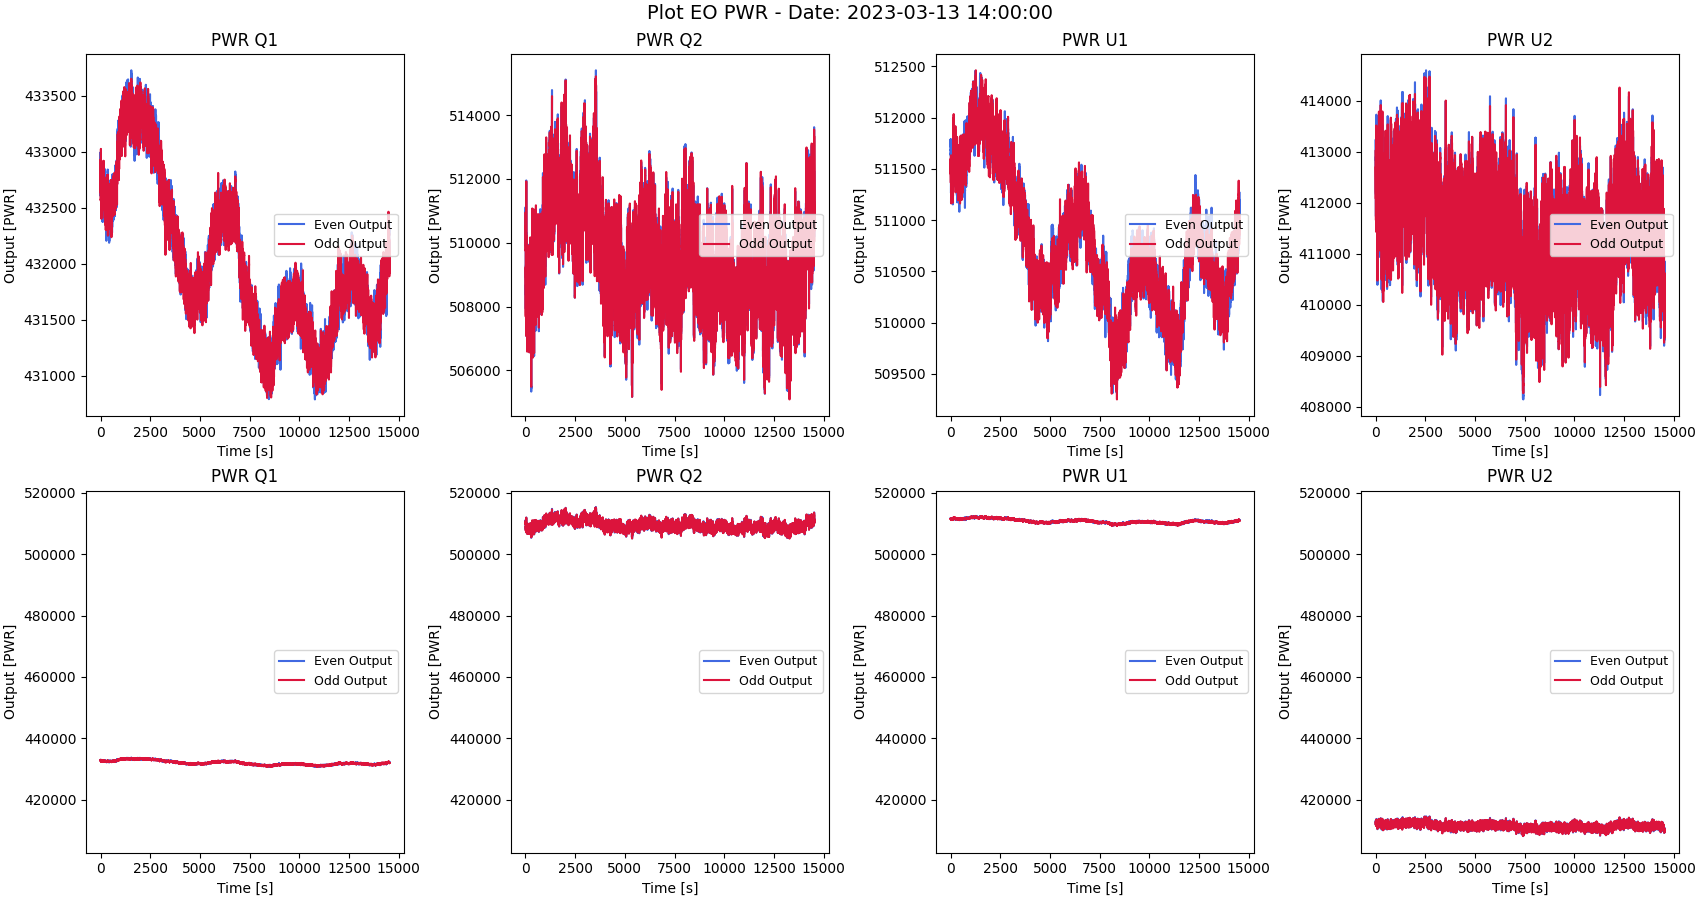 Plot EO PWR - Date: 2023-03-13 14:00:00
PWR Q1
Output [PWR]
433500
433000
432500
432000
431500
431000
0 2500 5000 7500 10000 12500 15000
Time [s]
Even Output
Odd Output
PWR Q2
Output [PWR]
514000
512000
510000
508000
506000
0 2500 5000 7500 10000 12500 15000
Time [s]
Even Output
Odd Output
PWR U1
Output [PWR]
512500
512000
511500
511000
510500
510000
509500
0 2500 5000 7500 10000 12500 15000
Time [s]
Even Output
Odd Output
PWR U2
Output [PWR]
414000
413000
412000
411000
410000
409000
408000
0 2500 5000 7500 10000 12500 15000
Time [s]
Even Output
Odd Output
PWR Q1
Output [PWR]
520000
500000
480000
460000
440000
420000
0 2500 5000 7500 10000 12500 15000
Time [s]
Even Output
Odd Output
PWR Q2
Output [PWR]
520000
500000
480000
460000
440000
420000
0 2500 5000 7500 10000 12500 15000
Time [s]
Even Output
Odd Output
PWR U1
Output [PWR]
520000
500000
480000
460000
440000
420000
0 2500 5000 7500 10000 12500 15000
Time [s]
Even Output
Odd Output
PWR U2
Output [PWR]
520000
500000
480000
460000
440000
420000
0 2500 5000 7500 10000 12500 15000
Time [s]
Even Output
Odd Output